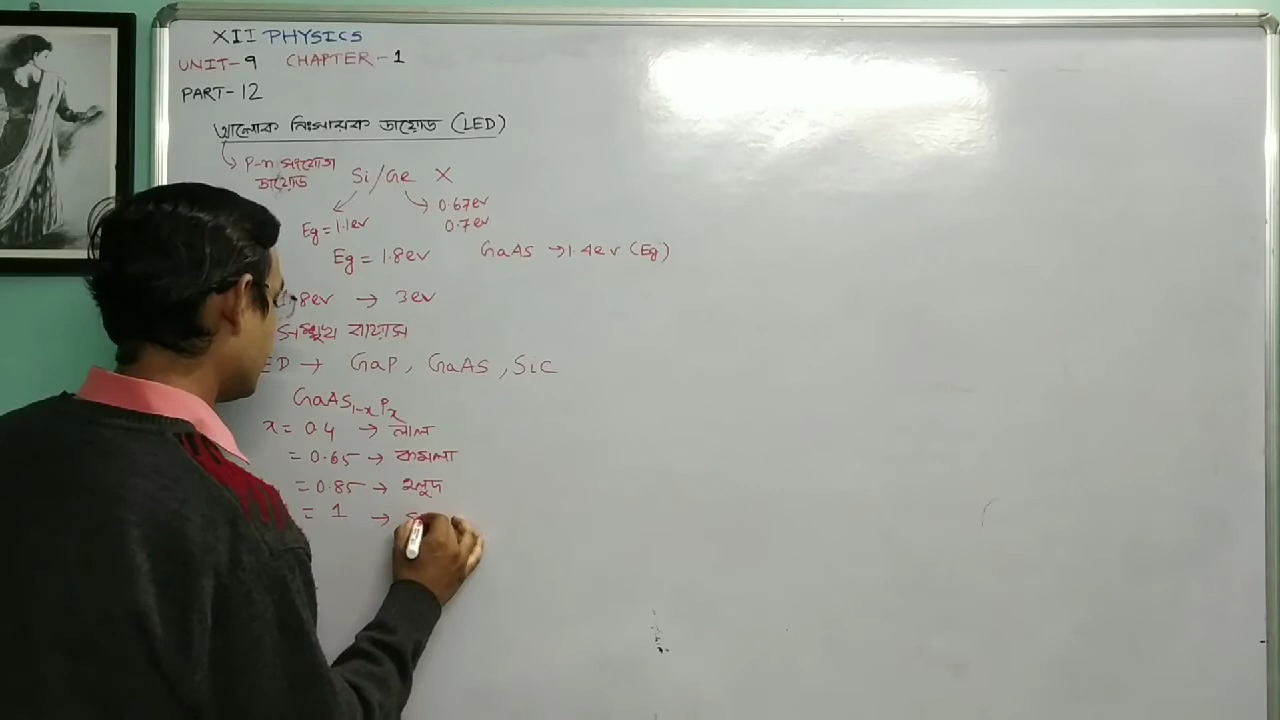 XII PHYSICS
UNIT-9 CHAPTER-1
PART-12
আলোক নিঃসারক ডায়োড (LED)
P-n সংযোগ
ডায়োড
Si/Ge X
0.67ev
Eg = 1.1ev 0.7ev
Eg = 1.8ev GaAs → 1.4ev (Eg)
8ev → 3ev
সম্মুখ বায়াস
ED → GaP, GaAs, SiC
GaAs1-xPx
x = 0.4 → লাল
= 0.65 → কমলা
= 0.85 → হলুদ
= 1 →